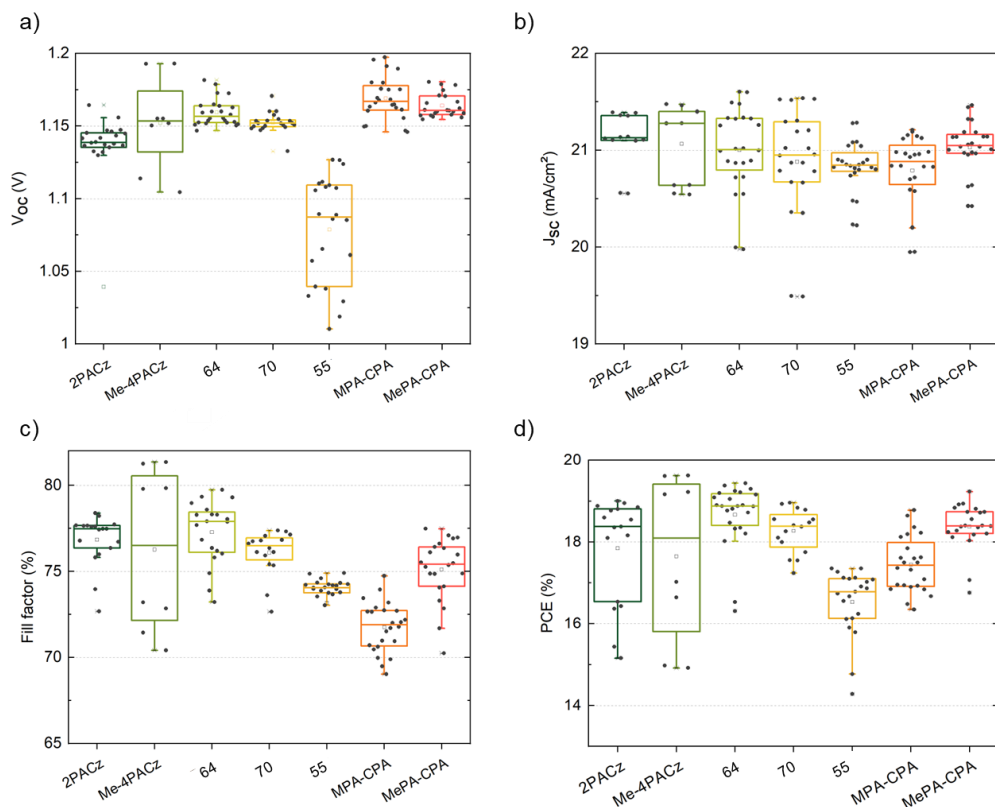 a)
1.2
1.15
1.1
1.05
1
V_OC (V)
2PACz
Me-4PACz
64
70
55
MPA-CPA
MePA-CPA
b)
22
21
20
19
J_SC (mA/cm²)
2PACz
Me-4PACz
64
70
55
MPA-CPA
MePA-CPA
c)
80
75
70
65
Fill factor (%)
2PACz
Me-4PACz
64
70
55
MPA-CPA
MePA-CPA
d)
20
18
16
14
PCE (%)
2PACz
Me-4PACz
64
70
55
MPA-CPA
MePA-CPA